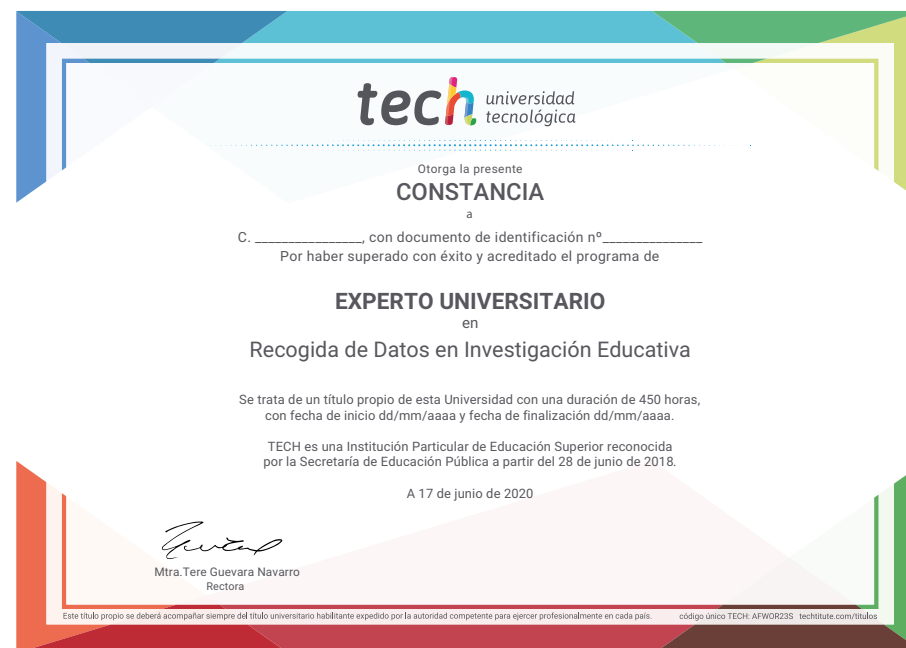 tech universidad
tecnológica
Otorga la presente
CONSTANCIA
a
C. ________________, con documento de identificación nº_______________
Por haber superado con éxito y acreditado el programa de
EXPERTO UNIVERSITARIO
en
Recogida de Datos en Investigación Educativa
Se trata de un título propio de esta Universidad con una duración de 450 horas,
con fecha de inicio dd/mm/aaaa y fecha de finalización dd/mm/aaaa.
TECH es una Institución Particular de Educación Superior reconocida
por la Secretaría de Educación Pública a partir del 28 de junio de 2018.
A 17 de junio de 2020
Mtra.Tere Guevara Navarro
Rectora
Este título propio se deberá acompañar siempre del título universitario habilitante expedido por la autoridad competente para ejercer profesionalmente en cada país. código único TECH: AFWOR23S techtitute.com/titulos